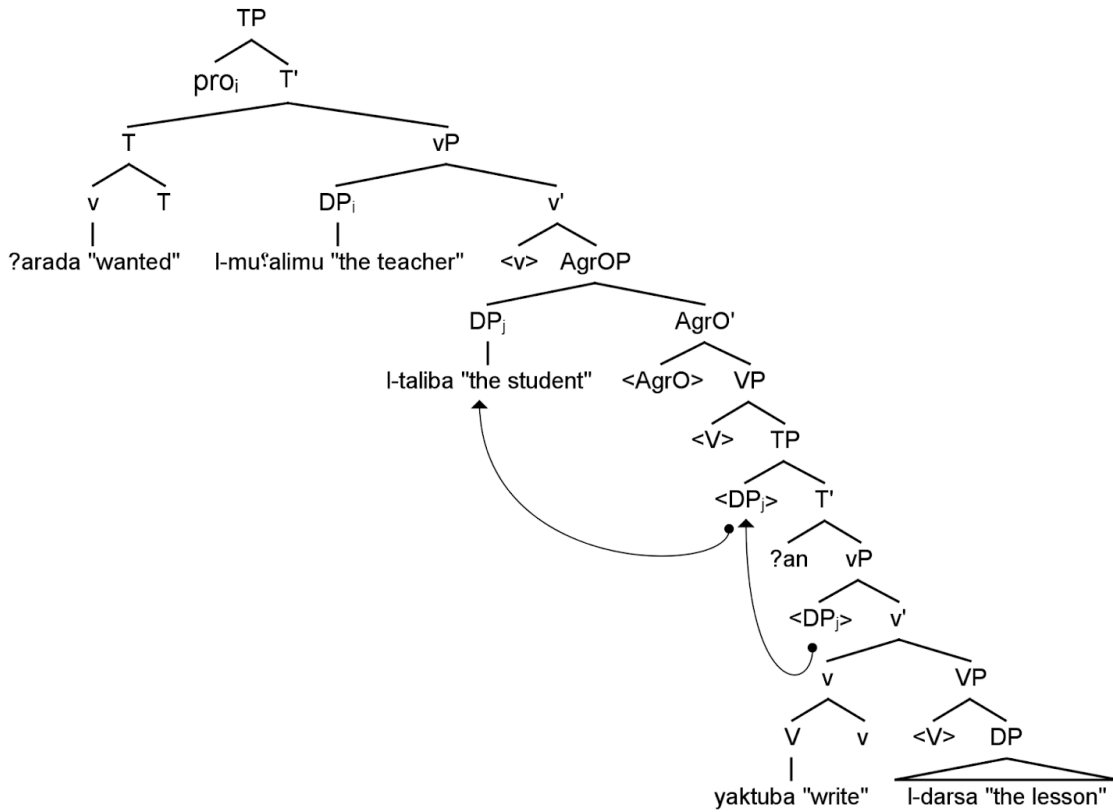 TP
proᵢ T'
T vP
v T DPᵢ v'
?arada "wanted" l-muʕalimu "the teacher" <v> AgrOP
DPⱼ AgrO'
l-taliba "the student" <AgrO> VP
<V> TP
<DPⱼ> T'
?an vP
<DPⱼ> v'
v VP
V v <V> DP
yaktuba "write" l-darsa "the lesson"